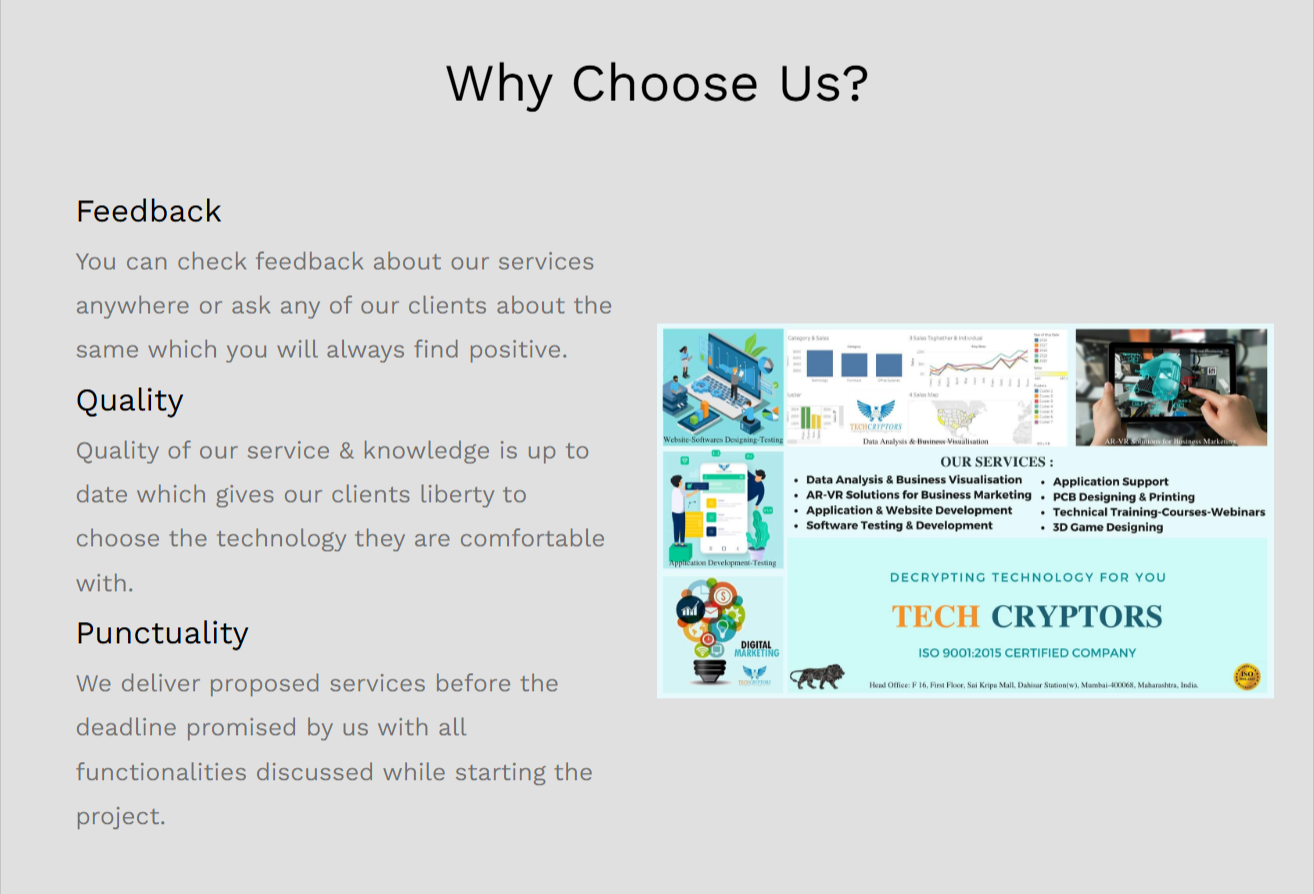 Why Choose Us?
Feedback
You can check feedback about our services
anywhere or ask any of our clients about the
same which you will always find positive.
Quality
Quality of our service & knowledge is up to
date which gives our clients liberty to
choose the technology they are comfortable
with.
Punctuality
We deliver proposed services before the
deadline promised by us with all
functionalities discussed while starting the
project.
Website-Softwares Designing-Testing
Category & Sales
Category
TECHCRYPTORS
Data Analysis & Business Visualisation
AR-VR Solutions for Business Marketing
Application Development-Testing
DIGITAL
MARKETING
TECHCRYPTORS
OUR SERVICES :
• Data Analysis & Business Visualisation
• AR-VR Solutions for Business Marketing
• Application & Website Development
• Software Testing & Development
• Application Support
• PCB Designing & Printing
• Technical Training-Courses-Webinars
• 3D Game Designing
DECRYPTING TECHNOLOGY FOR YOU
TECH CRYPTORS
ISO 9001:2015 CERTIFIED COMPANY
Head Office: F 16, First Floor, Sai Kripa Mall, Dahisar Station(w), Mumbai-400068, Maharashtra, India.
ISO